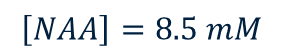 [NAA] = 8.5 mM